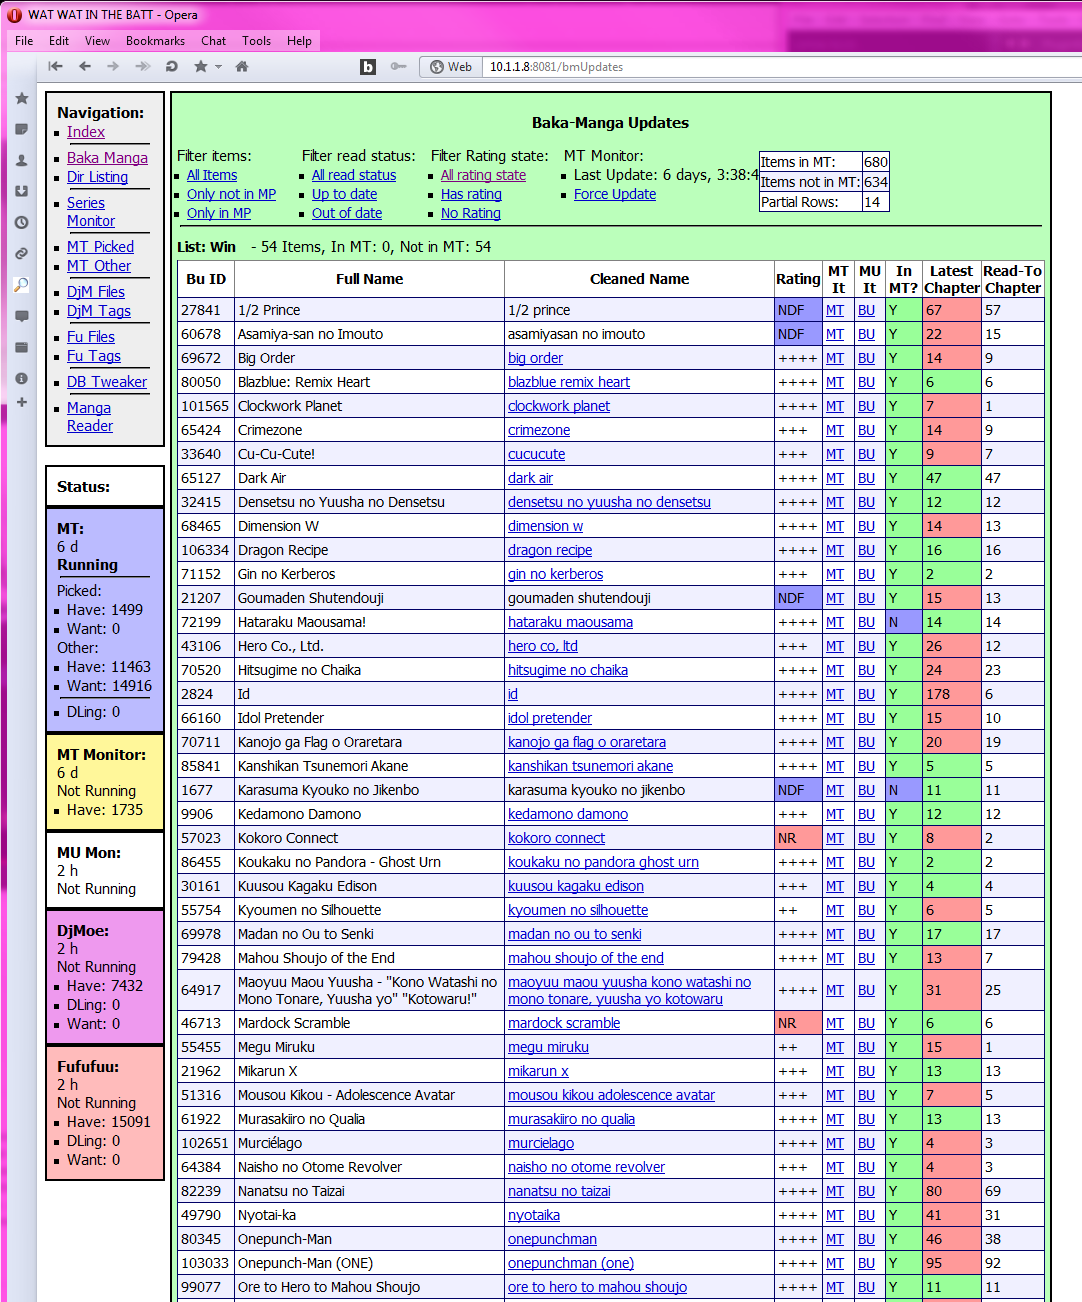 WAT WAT IN THE BATT - Opera
File Edit View Bookmarks Chat Tools Help
b Web 10.1.1.8:8081/bmUpdates
Navigation:
Index
Baka Manga
Dir Listing
Series
Monitor
MT Picked
MT Other
DjM Files
DjM Tags
Fu Files
Fu Tags
DB Tweaker
Manga
Reader
Status:
MT:
6 d
Running
Picked:
Have: 1499
Want: 0
Other:
Have: 11463
Want: 14916
DLing: 0
MT Monitor:
6 d
Not Running
Have: 1735
MU Mon:
2 h
Not Running
DjMoe:
2 h
Not Running
Have: 7432
DLing: 0
Want: 0
Fufufuu:
2 h
Not Running
Have: 15091
DLing: 0
Want: 0
Baka-Manga Updates
Filter items:
All Items
Only not in MP
Only in MP
Filter read status:
All read status
Up to date
Out of date
Filter Rating state:
All rating state
Has rating
No Rating
MT Monitor:
Last Update: 6 days, 3:38:4
Force Update
Items in MT: 680
Items not in MT: 634
Partial Rows: 14
List: Win - 54 Items, In MT: 0, Not in MT: 54
Bu ID Full Name Cleaned Name Rating MT It MU It In MT? Latest Chapter Read-To Chapter
27841 1/2 Prince 1/2 prince NDF MT BU Y 67 57
60678 Asamiya-san no Imouto asamiyasan no imouto NDF MT BU Y 22 15
69672 Big Order big order ++++ MT BU Y 14 9
80050 Blazblue: Remix Heart blazblue remix heart ++++ MT BU Y 6 6
101565 Clockwork Planet clockwork planet ++++ MT BU Y 7 1
65424 Crimezone crimezone +++ MT BU Y 14 9
33640 Cu-Cu-Cute! cucucute +++ MT BU Y 9 7
65127 Dark Air dark air ++++ MT BU Y 47 47
32415 Densetsu no Yuusha no Densetsu densetsu no yuusha no densetsu ++++ MT BU Y 12 12
68465 Dimension W dimension w ++++ MT BU Y 14 13
106334 Dragon Recipe dragon recipe ++++ MT BU Y 16 16
71152 Gin no Kerberos gin no kerberos +++ MT BU Y 2 2
21207 Goumaden Shutendouji goumaden shutendouji NDF MT BU Y 15 13
72199 Hataraku Maousama! hataraku maousama ++++ MT BU N 14 14
43106 Hero Co., Ltd. hero co, ltd +++ MT BU Y 26 12
70520 Hitsugime no Chaika hitsugime no chaika ++++ MT BU Y 24 23
2824 Id id ++++ MT BU Y 178 6
66160 Idol Pretender idol pretender ++++ MT BU Y 15 10
70711 Kanojo ga Flag o Oraretara kanojo ga flag o oraretara ++++ MT BU Y 20 19
85841 Kanshikan Tsunemori Akane kanshikan tsunemori akane ++++ MT BU Y 5 5
1677 Karasuma Kyouko no Jikenbo karasuma kyouko no jikenbo NDF MT BU N 11 11
9906 Kedamono Damono kedamono damono +++ MT BU Y 12 12
57023 Kokoro Connect kokoro connect NR MT BU Y 8 2
86455 Koukaku no Pandora - Ghost Urn koukaku no pandora ghost urn ++++ MT BU Y 2 2
30161 Kuusou Kagaku Edison kuusou kagaku edison +++ MT BU Y 4 4
55754 Kyoumen no Silhouette kyoumen no silhouette ++ MT BU Y 6 5
69978 Madan no Ou to Senki madan no ou to senki ++++ MT BU Y 17 17
79428 Mahou Shoujo of the End mahou shoujo of the end ++++ MT BU Y 13 7
64917 Maoyuu Maou Yuusha - "Kono Watashi no Mono Tonare, Yuusha yo" "Kotowaru!" maoyuu maou yuusha kono watashi no mono tonare, yuusha yo kotowaru ++++ MT BU Y 31 25
46713 Mardock Scramble mardock scramble NR MT BU Y 6 6
55455 Megu Miruku megu miruku ++ MT BU Y 15 1
21962 Mikarun X mikarun x +++ MT BU Y 13 13
51316 Mousou Kikou - Adolescence Avatar mousou kikou adolescence avatar +++ MT BU Y 7 5
61922 Murasakiiro no Qualia murasakiiro no qualia ++++ MT BU Y 13 13
102651 Murciélago murcielago ++++ MT BU Y 4 3
64384 Naisho no Otome Revolver naisho no otome revolver +++ MT BU Y 4 3
82239 Nanatsu no Taizai nanatsu no taizai ++++ MT BU Y 80 69
49790 Nyotai-ka nyotaika ++++ MT BU Y 41 31
80345 Onepunch-Man onepunchman ++++ MT BU Y 46 38
103033 Onepunch-Man (ONE) onepunchman (one) ++++ MT BU Y 95 92
99077 Ore to Hero to Mahou Shoujo ore to hero to mahou shoujo ++++ MT BU Y 11 11